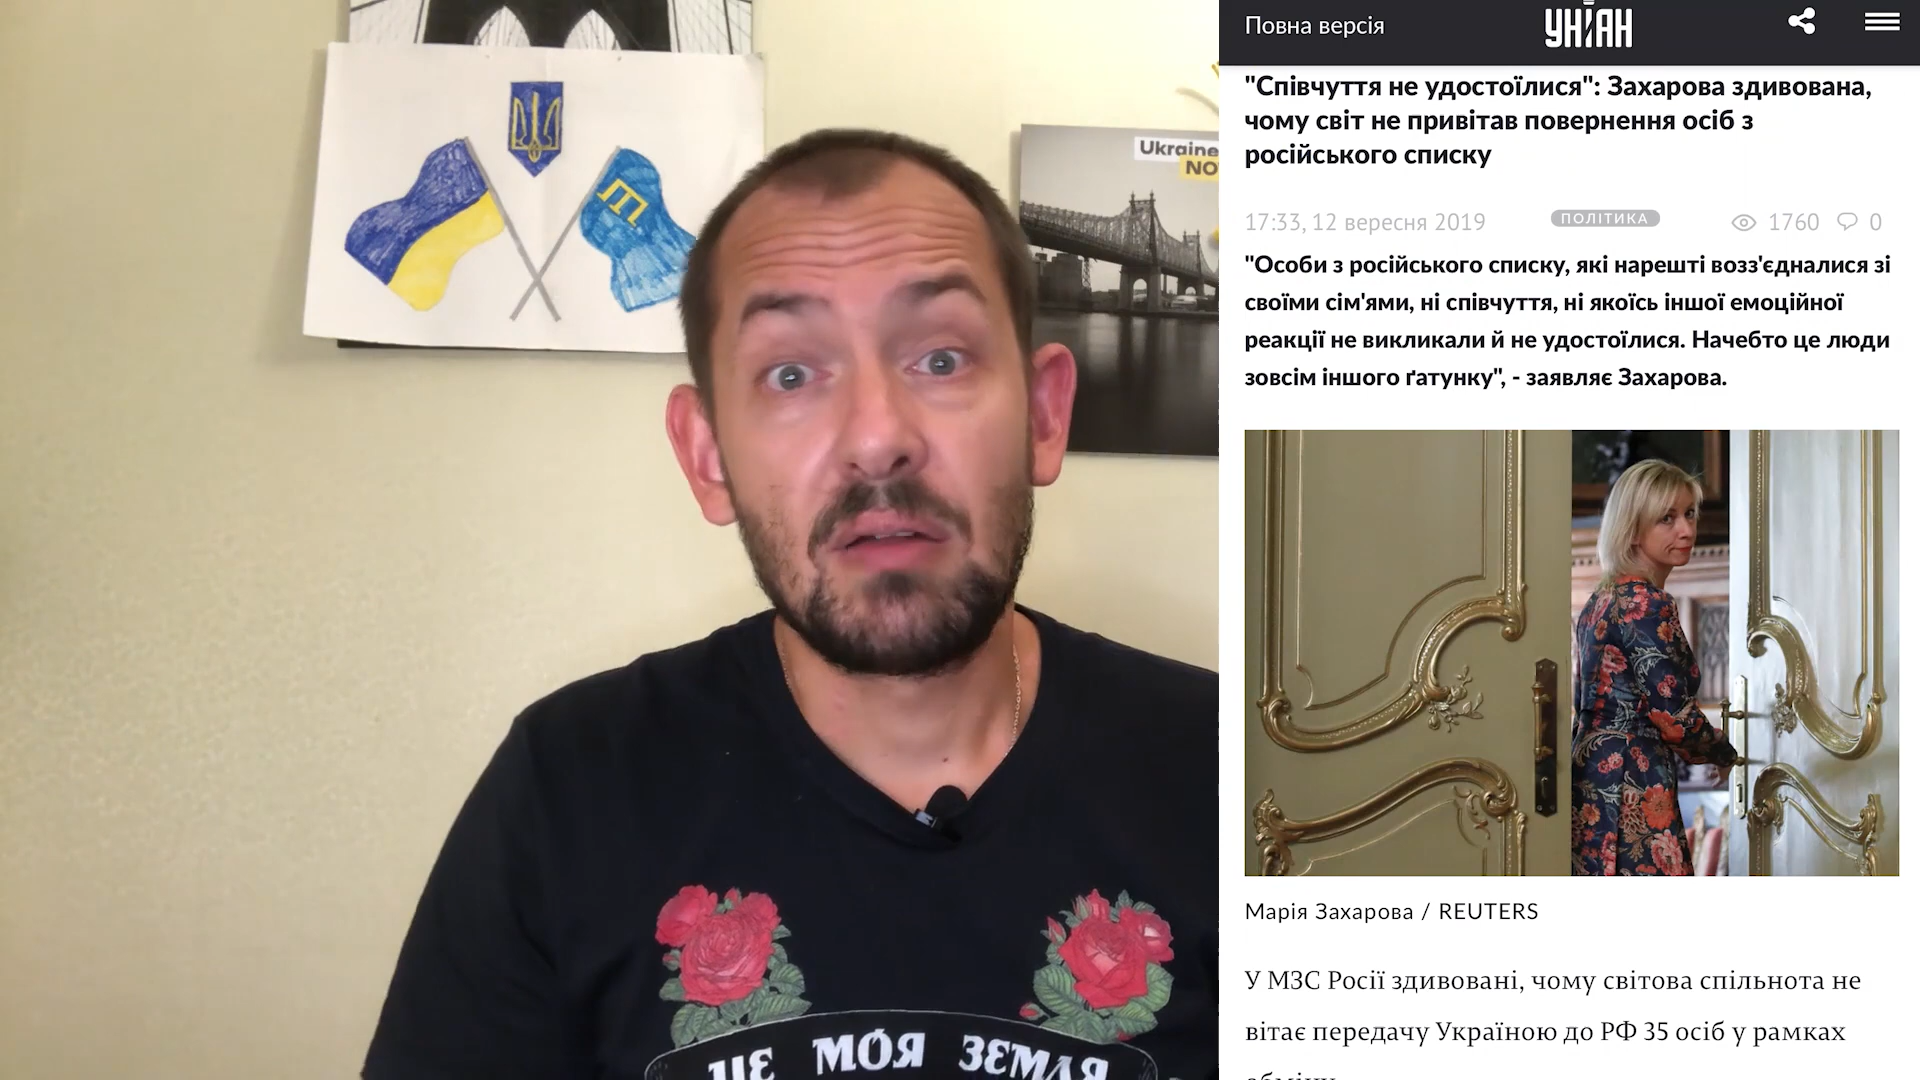 Ukraine
NO
ЦЕ МОЯ ЗЕМЛЯ
Повна версія
УНІАН
"Співчуття не удостоїлися": Захарова здивована,
чому світ не привітав повернення осіб з
російського списку
17:33, 12 вересня 2019
ПОЛІТИКА
1760
0
"Особи з російського списку, які нарешті возз'єдналися зі
своїми сім'ями, ні співчуття, ні якоїсь іншої емоційної
реакції не викликали й не удостоїлися. Начебто це люди
зовсім іншого ґатунку", - заявляє Захарова.
Марія Захарова / REUTERS
У МЗС Росії здивовані, чому світова спільнота не
вітає передачу Україною до РФ 35 осіб у рамках